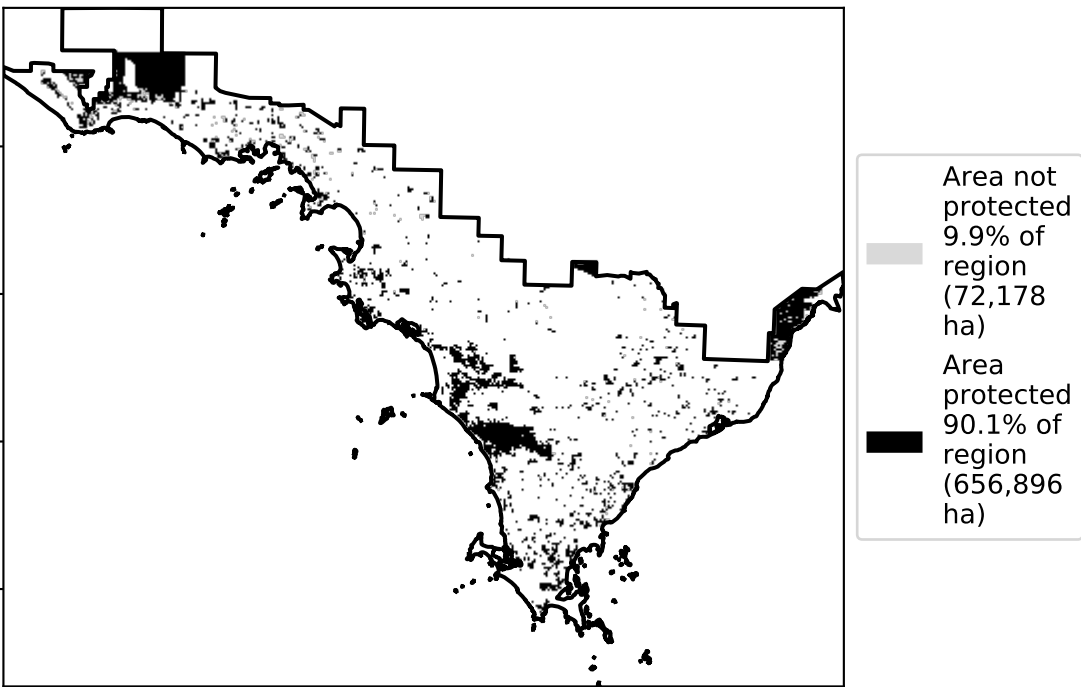 Area not
protected
9.9% of
region
(72,178
ha)
Area
protected
90.1% of
region
(656,896
ha)